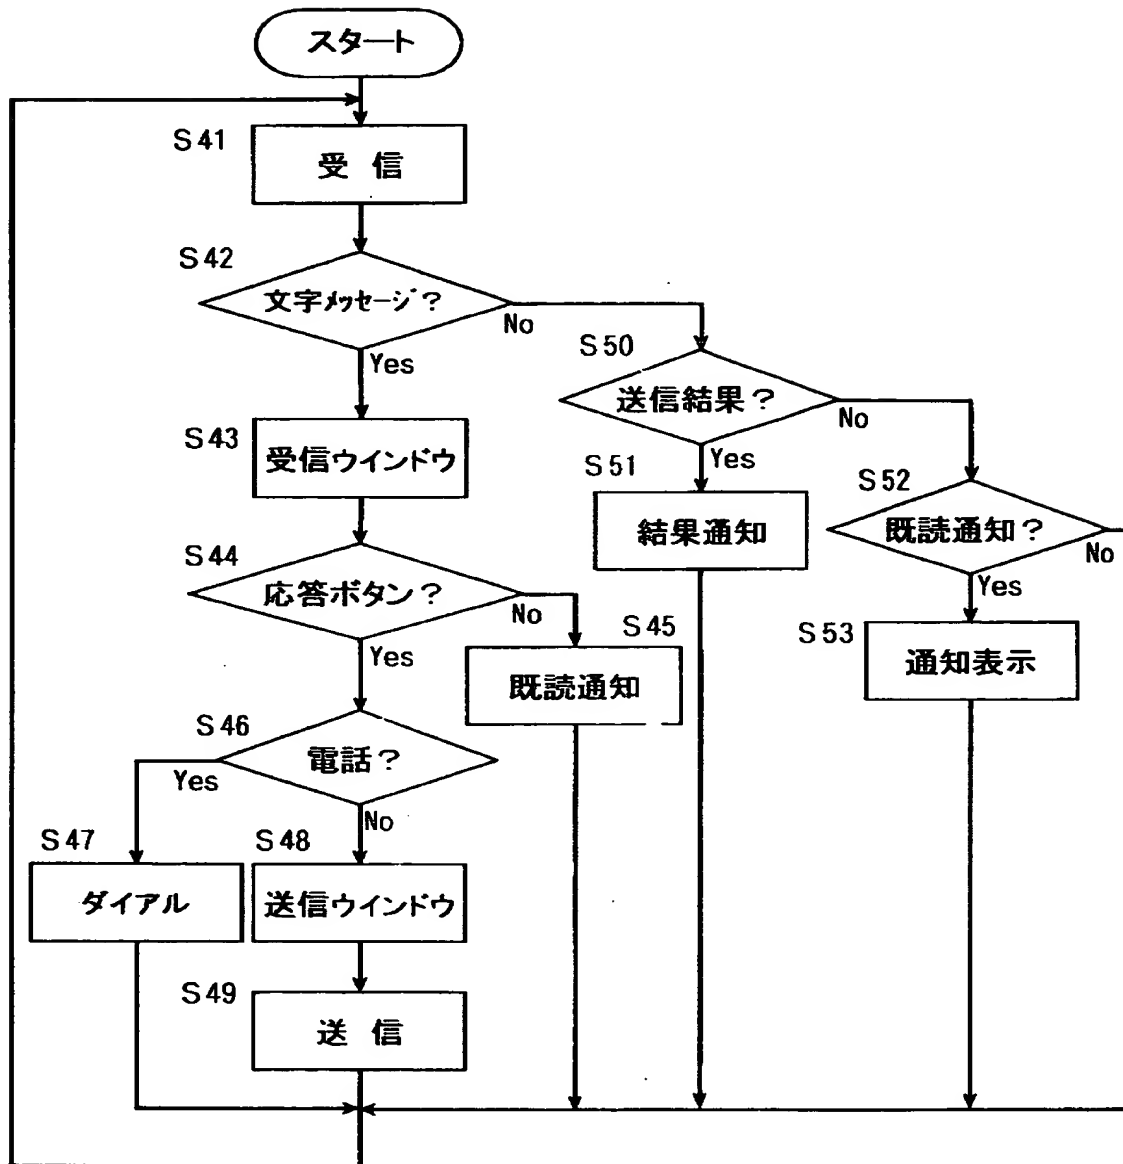 スタート
S41
受 信
S42
文字メッセージ?
No
Yes
S50
送信結果?
No
Yes
S43
受信ウインドウ
S51
結果通知
S52
既読通知?
No
Yes
S44
応答ボタン?
No
Yes
S45
既読通知
S53
通知表示
S46
電話?
Yes
No
S47
ダイアル
S48
送信ウインドウ
S49
送 信